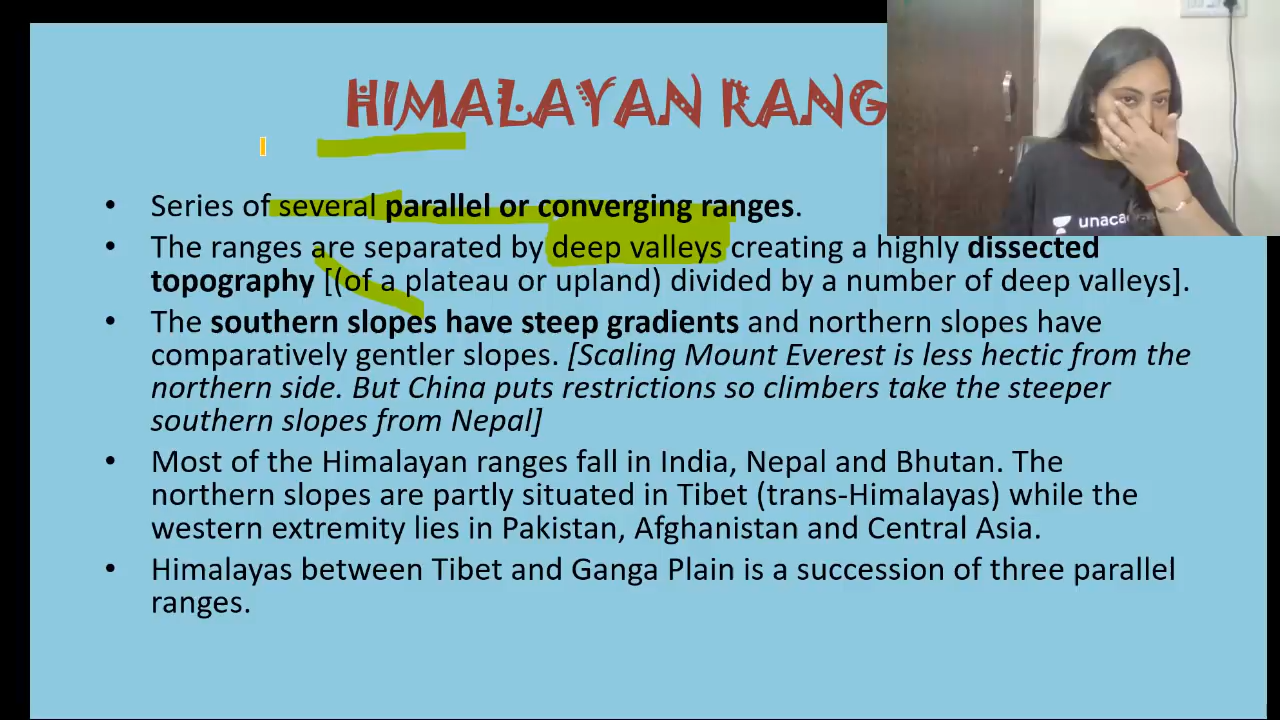 HIMALAYAN RANG
• Series of several parallel or converging ranges.
• The ranges are separated by deep valleys creating a highly dissected
topography [(of a plateau or upland) divided by a number of deep valleys].
• The southern slopes have steep gradients and northern slopes have
comparatively gentler slopes. [Scaling Mount Everest is less hectic from the
northern side. But China puts restrictions so climbers take the steeper
southern slopes from Nepal]
• Most of the Himalayan ranges fall in India, Nepal and Bhutan. The
northern slopes are partly situated in Tibet (trans-Himalayas) while the
western extremity lies in Pakistan, Afghanistan and Central Asia.
• Himalayas between Tibet and Ganga Plain is a succession of three parallel
ranges.